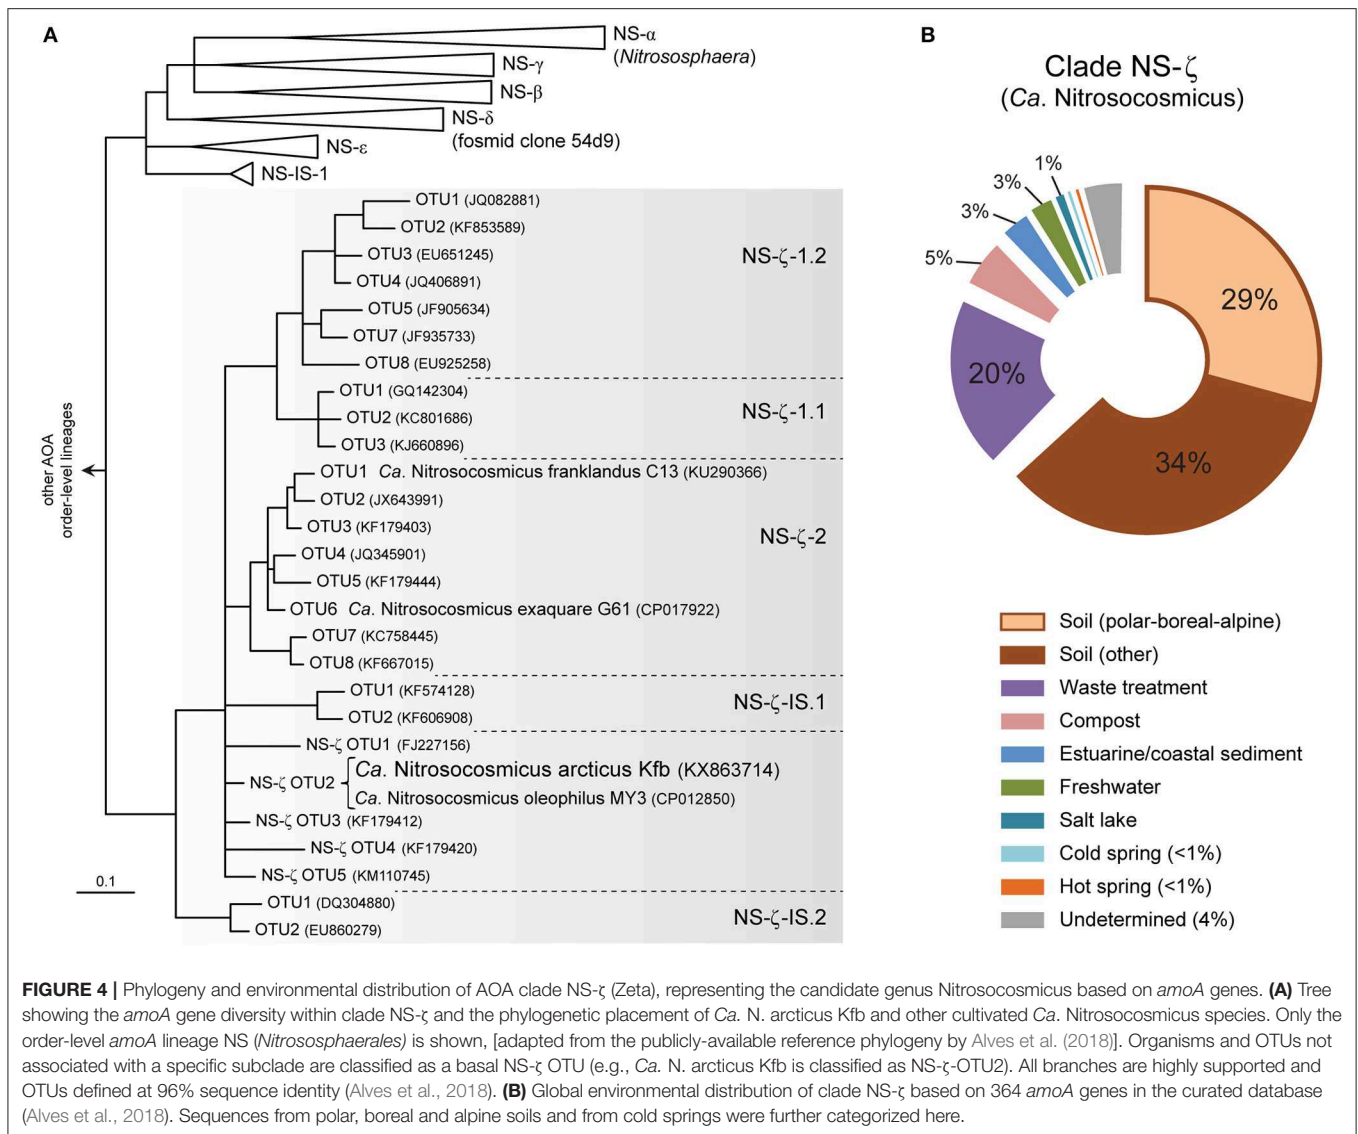 A
NS-α
(Nitrososphaera)
NS-γ
NS-β
NS-δ
(fosmid clone 54d9)
NS-ε
NS-IS-1
OTU1 (JQ082881)
OTU2 (KF853589)
OTU3 (EU651245)
NS-ζ-1.2
OTU4 (JQ406891)
OTU5 (JF905634)
OTU7 (JF935733)
OTU8 (EU925258)
OTU1 (GQ142304)
NS-ζ-1.1
OTU2 (KC801686)
OTU3 (KJ660896)
other AOA
order-level lineages
OTU1 Ca. Nitrosocosmicus franklandus C13 (KU290366)
OTU2 (JX643991)
OTU3 (KF179403)
NS-ζ-2
OTU4 (JQ345901)
OTU5 (KF179444)
OTU6 Ca. Nitrosocosmicus exaquare G61 (CP017922)
OTU7 (KC758445)
OTU8 (KF667015)
OTU1 (KF574128)
NS-ζ-IS.1
OTU2 (KF606908)
NS-ζ OTU1 (FJ227156)
NS-ζ OTU2
Ca. Nitrosocosmicus arcticus Kfb (KX863714)
Ca. Nitrosocosmicus oleophilus MY3 (CP012850)
NS-ζ OTU3 (KF179412)
NS-ζ OTU4 (KF179420)
NS-ζ OTU5 (KM110745)
0.1
OTU1 (DQ304880)
NS-ζ-IS.2
OTU2 (EU860279)
B
Clade NS-ζ
(Ca. Nitrosocosmicus)
1%
3%
3%
5%
29%
20%
34%
Soil (polar-boreal-alpine)
Soil (other)
Waste treatment
Compost
Estuarine/coastal sediment
Freshwater
Salt lake
Cold spring (<1%)
Hot spring (<1%)
Undetermined (4%)
FIGURE 4 | Phylogeny and environmental distribution of AOA clade NS-ζ (Zeta), representing the candidate genus Nitrosocosmicus based on amoA genes. (A) Tree
showing the amoA gene diversity within clade NS-ζ and the phylogenetic placement of Ca. N. arcticus Kfb and other cultivated Ca. Nitrosocosmicus species. Only the
order-level amoA lineage NS (Nitrososphaerales) is shown, [adapted from the publicly-available reference phylogeny by Alves et al. (2018)]. Organisms and OTUs not
associated with a specific subclade are classified as a basal NS-ζ OTU (e.g., Ca. N. arcticus Kfb is classified as NS-ζ-OTU2). All branches are highly supported and
OTUs defined at 96% sequence identity (Alves et al., 2018). (B) Global environmental distribution of clade NS-ζ based on 364 amoA genes in the curated database
(Alves et al., 2018). Sequences from polar, boreal and alpine soils and from cold springs were further categorized here.